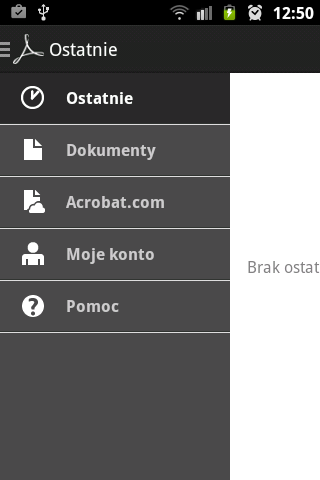 12:50
Ostatnie
Ostatnie
Dokumenty
Acrobat.com
Moje konto
Pomoc
Brak ostat